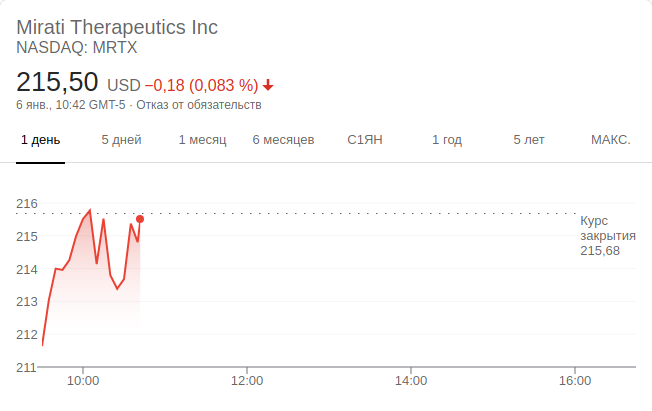 Mirati Therapeutics Inc
NASDAQ: MRTX
215,50 USD −0,18 (0,083 %)
6 янв., 10:42 GMT-5 · Отказ от обязательств
1 день 5 дней 1 месяц 6 месяцев С1ЯН 1 год 5 лет МАКС.
216
215
214
213
212
211
Курс
закрытия
215,68
10:00 12:00 14:00 16:00